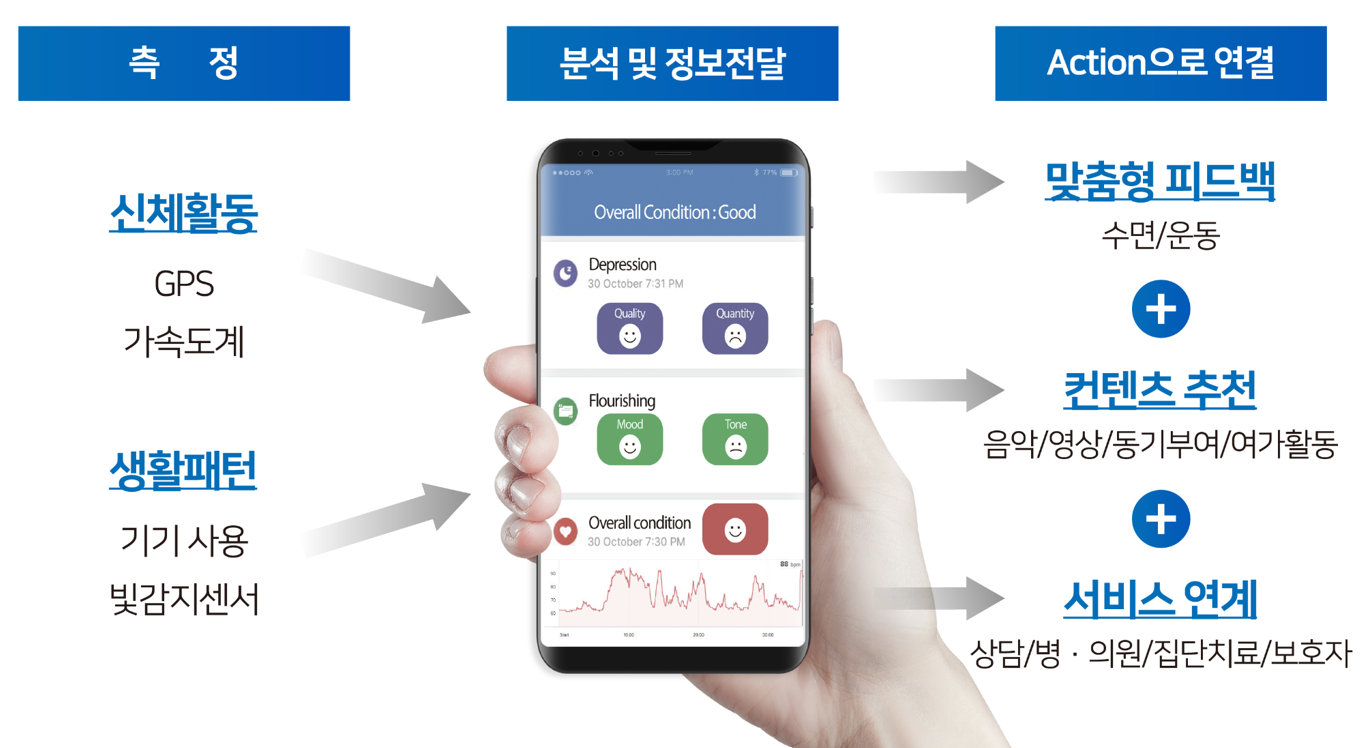 측 정
분석 및 정보전달
Action으로 연결
신체활동
GPS
가속도계
생활패턴
기기 사용
빛감지센서
3:00 PM
77%
Overall Condition : Good
Depression
30 October 7:31 PM
Quality
Quantity
Flourishing
Mood
Tone
Overall condition
30 October 7:30 PM
88 bpm
90
80
70
60
Start
10:00
20:00
30:00
맞춤형 피드백
수면/운동
+
컨텐츠 추천
음악/영상/동기부여/여가활동
+
서비스 연계
상담/병 · 의원/집단치료/보호자